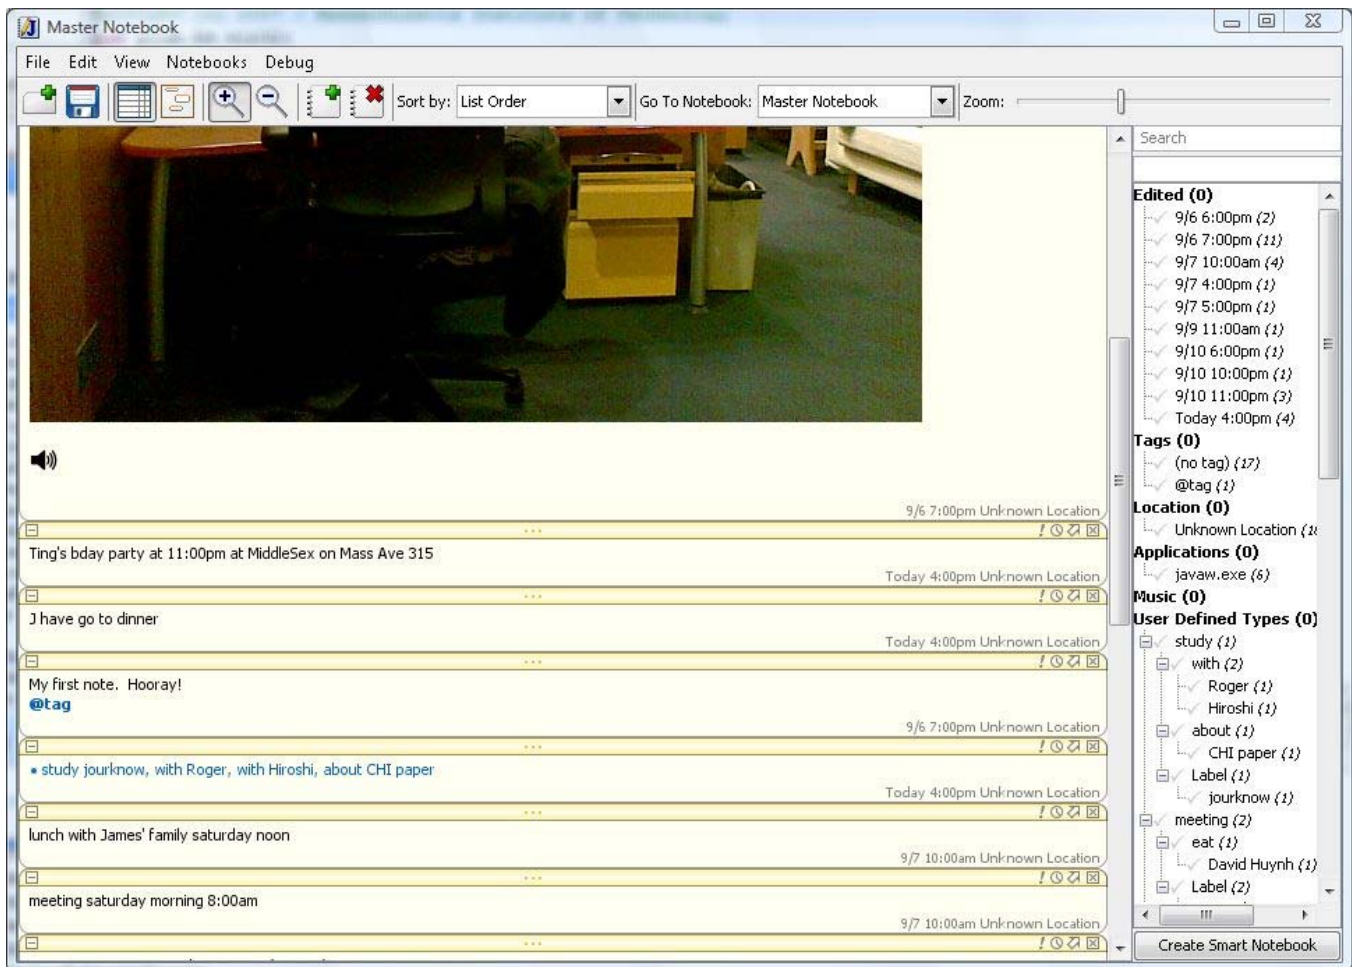 Master Notebook
File Edit View Notebooks Debug
Sort by: List Order Go To Notebook: Master Notebook Zoom:
Search
Edited (0)
9/6 6:00pm (2)
9/6 7:00pm (11)
9/7 10:00am (4)
9/7 4:00pm (1)
9/7 5:00pm (1)
9/9 11:00am (1)
9/10 6:00pm (1)
9/10 10:00pm (1)
9/10 11:00pm (3)
Today 4:00pm (4)
Tags (0)
(no tag) (17)
@tag (1)
Location (0)
Unknown Location
Applications (0)
javaw.exe (6)
Music (0)
User Defined Types (0)
study (1)
with (2)
Roger (1)
Hiroshi (1)
about (1)
CHI paper (1)
Label (1)
jourknow (1)
meeting (2)
eat (1)
David Huynh (1)
Label (2)
Create Smart Notebook
9/6 7:00pm Unknown Location
Ting's bday party at 11:00pm at MiddleSex on Mass Ave 315
Today 4:00pm Unknown Location
J have go to dinner
Today 4:00pm Unknown Location
My first note. Hooray!
@tag
9/6 7:00pm Unknown Location
• study jourknow, with Roger, with Hiroshi, about CHI paper
Today 4:00pm Unknown Location
lunch with James' family saturday noon
9/7 10:00am Unknown Location
meeting saturday morning 8:00am
9/7 10:00am Unknown Location